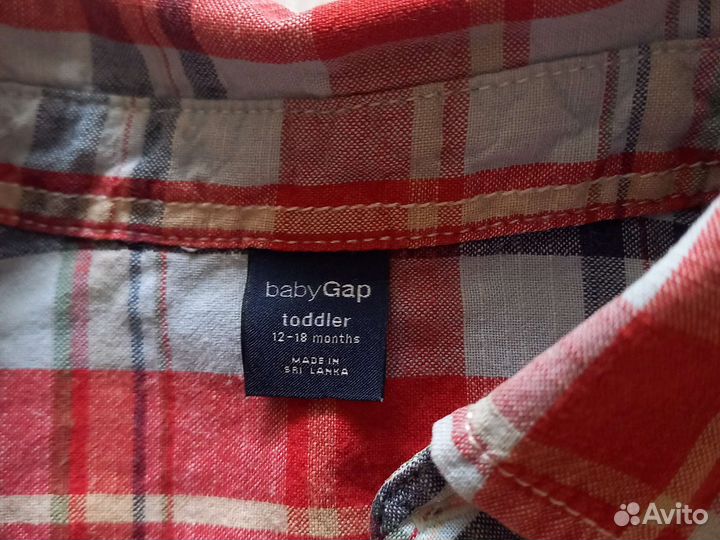 babyGap
toddler
12-18 months
MADE IN
SRI LANKA
Avito